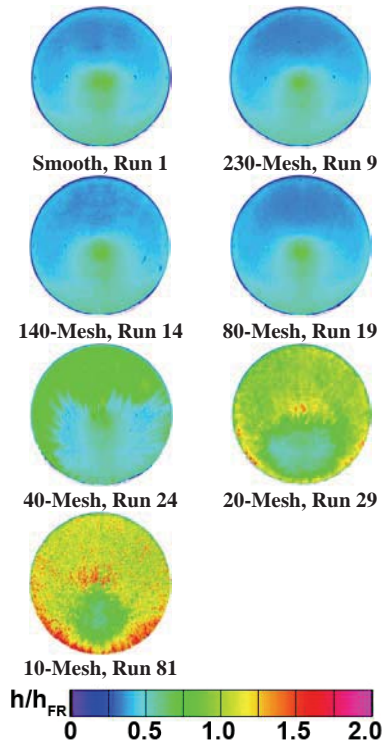 Smooth, Run 1
230-Mesh, Run 9
140-Mesh, Run 14
80-Mesh, Run 19
40-Mesh, Run 24
20-Mesh, Run 29
10-Mesh, Run 81
h/hFR
0 0.5 1.0 1.5 2.0